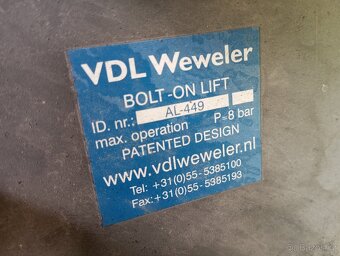 VDL Weweler
BOLT-ON LIFT
ID. nr.: AL-449
max. operation P=8 bar
PATENTED DESIGN
www.vdlweweler.nl
Tel: +31(0)55-5385100
Fax:+31(0)55-5385193